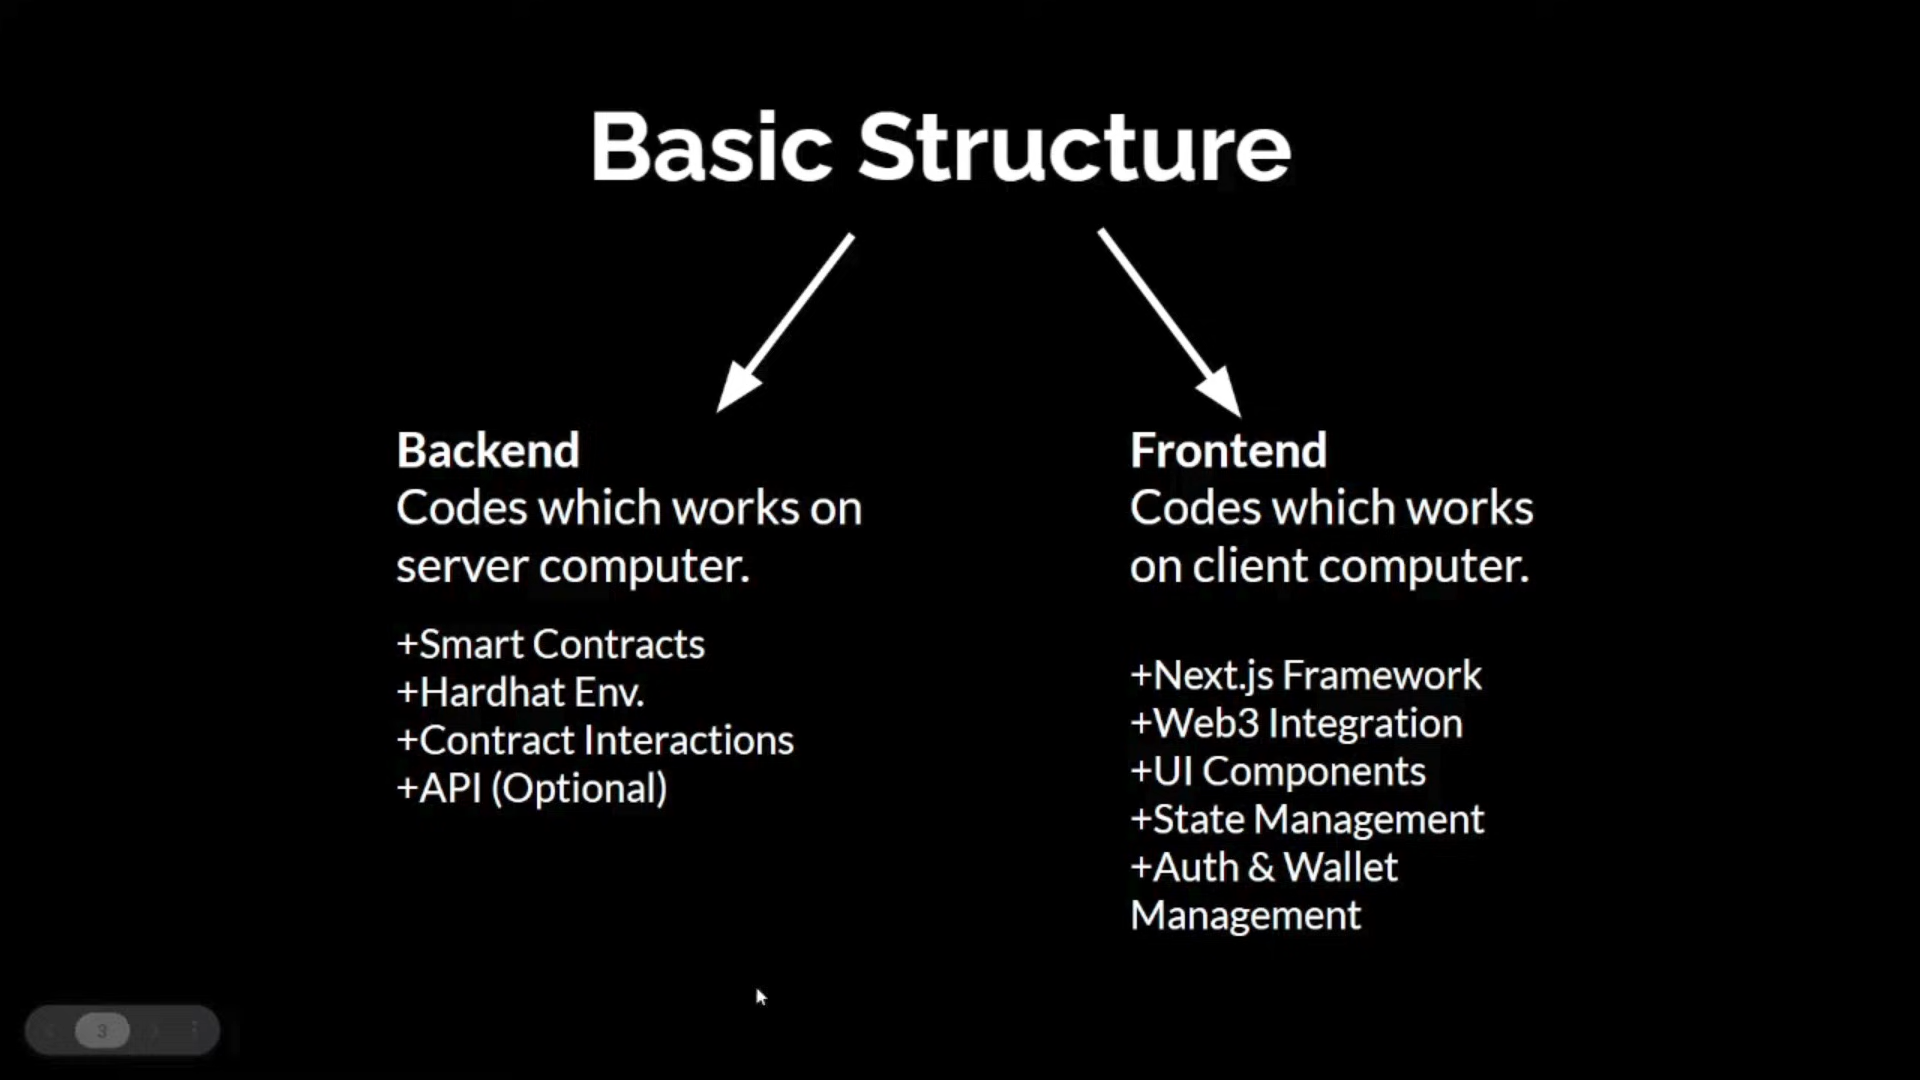 Basic Structure
Backend
Codes which works on
server computer.
+Smart Contracts
+Hardhat Env.
+Contract Interactions
+API (Optional)
Frontend
Codes which works
on client computer.
+Next.js Framework
+Web3 Integration
+UI Components
+State Management
+Auth & Wallet
Management
3